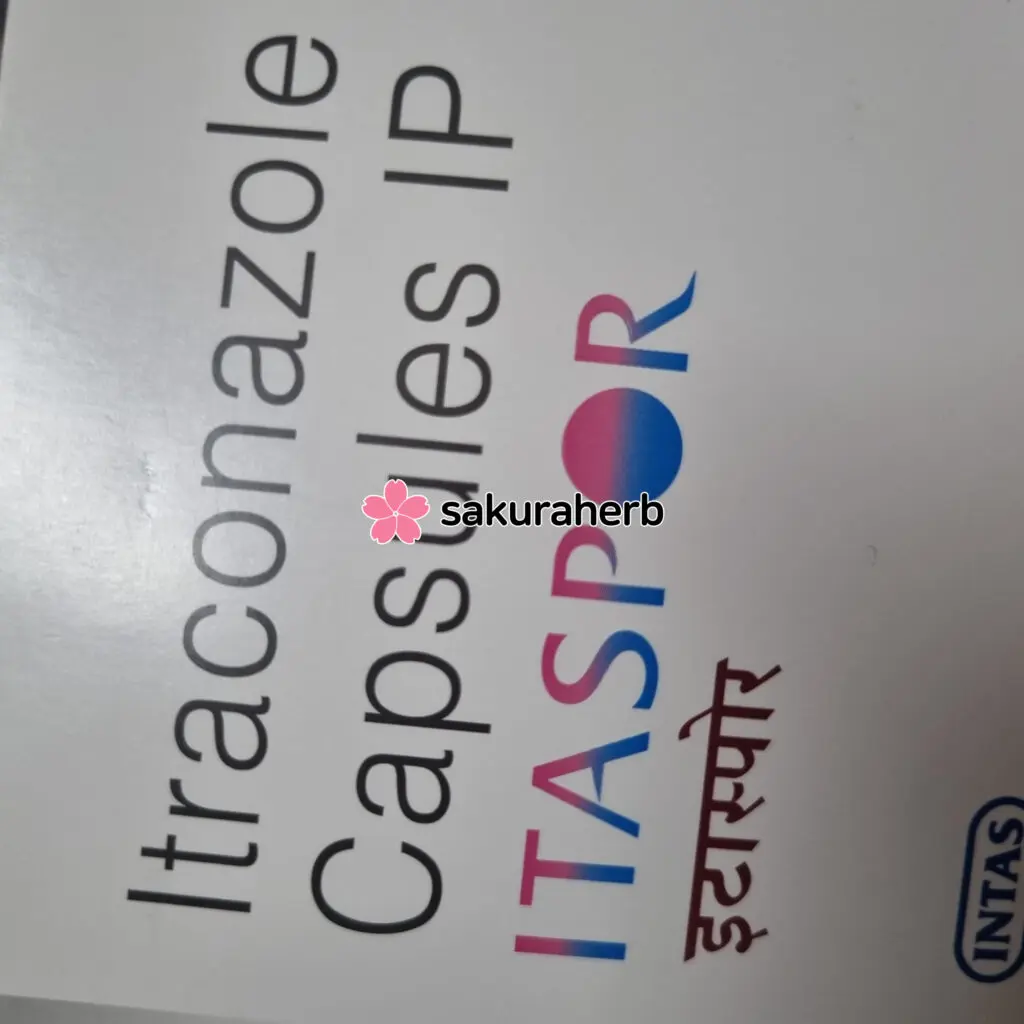 Itraconazole
Capsules IP
ITASPOR
इटास्पोर
INTAS
sakuraherb